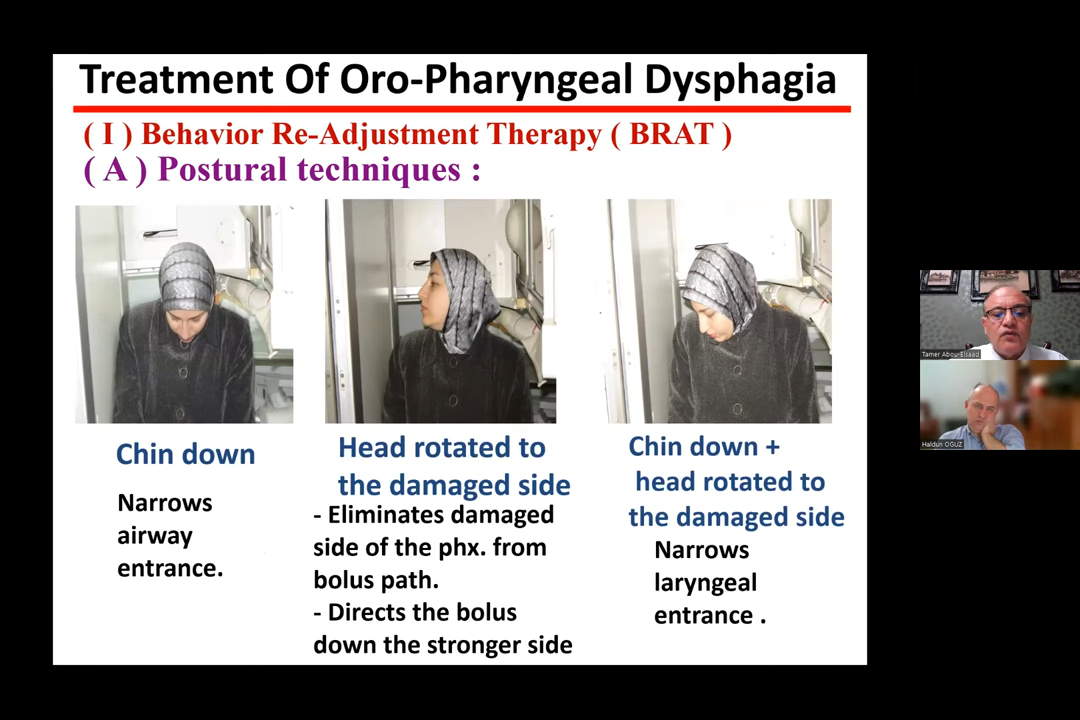 Treatment Of Oro-Pharyngeal Dysphagia
( I ) Behavior Re-Adjustment Therapy ( BRAT )
( A ) Postural techniques :
Chin down
Narrows
airway
entrance.
Head rotated to
the damaged side
- Eliminates damaged
side of the phx. from
bolus path.
- Directs the bolus
down the stronger side
Chin down +
head rotated to
the damaged side
Narrows
laryngeal
entrance .
Tamer Abou-Elsaad
Haldun OGUZ